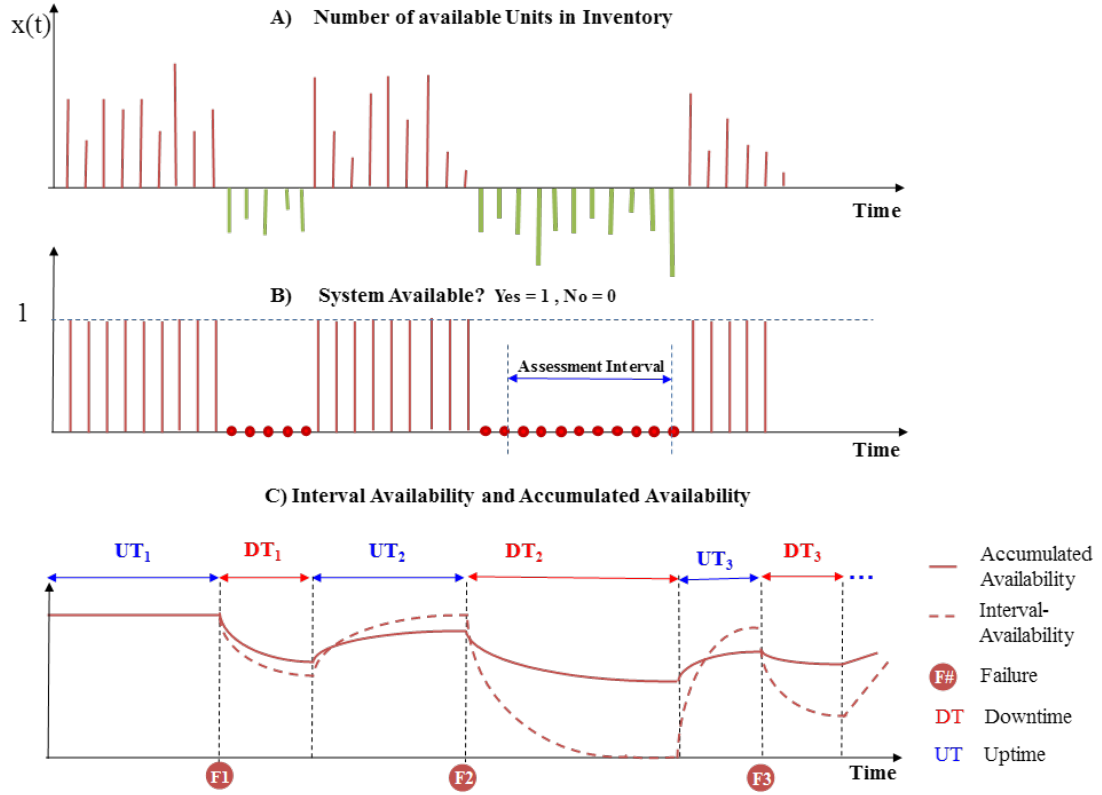 x(t)
A) Number of available Units in Inventory
Time
B) System Available? Yes = 1 , No = 0
1
Assessment Interval
Time
C) Interval Availability and Accumulated Availability
UT1 DT1 UT2 DT2 UT3 DT3 ...
Accumulated
Availability
Interval-
Availability
F# Failure
DT Downtime
UT Uptime
Time
F1 F2 F3